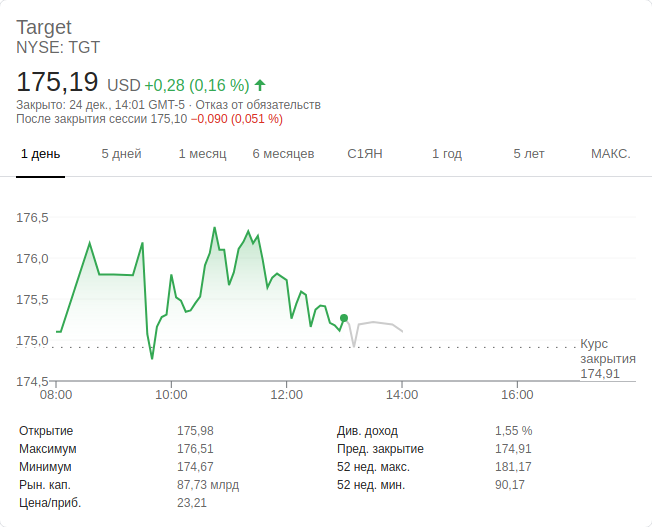 Target
NYSE: TGT
175,19 USD +0,28 (0,16 %)
Закрыто: 24 дек., 14:01 GMT-5 · Отказ от обязательств
После закрытия сессии 175,10 −0,090 (0,051 %)
1 день 5 дней 1 месяц 6 месяцев С1ЯН 1 год 5 лет МАКС.
176,5
176,0
175,5
175,0
174,5
Курс
закрытия
174,91
08:00 10:00 12:00 14:00 16:00
Открытие 175,98 Див. доход 1,55 %
Максимум 176,51 Пред. закрытие 174,91
Минимум 174,67 52 нед. макс. 181,17
Рын. кап. 87,73 млрд 52 нед. мин. 90,17
Цена/приб. 23,21